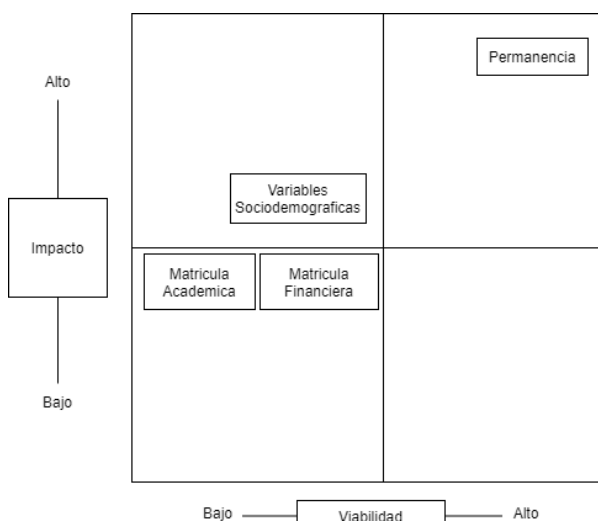 Permanencia
Alto
Variables
Sociodemograficas
Impacto
Matricula
Academica
Matricula
Financiera
Bajo
Bajo
Viabilidad
Alto